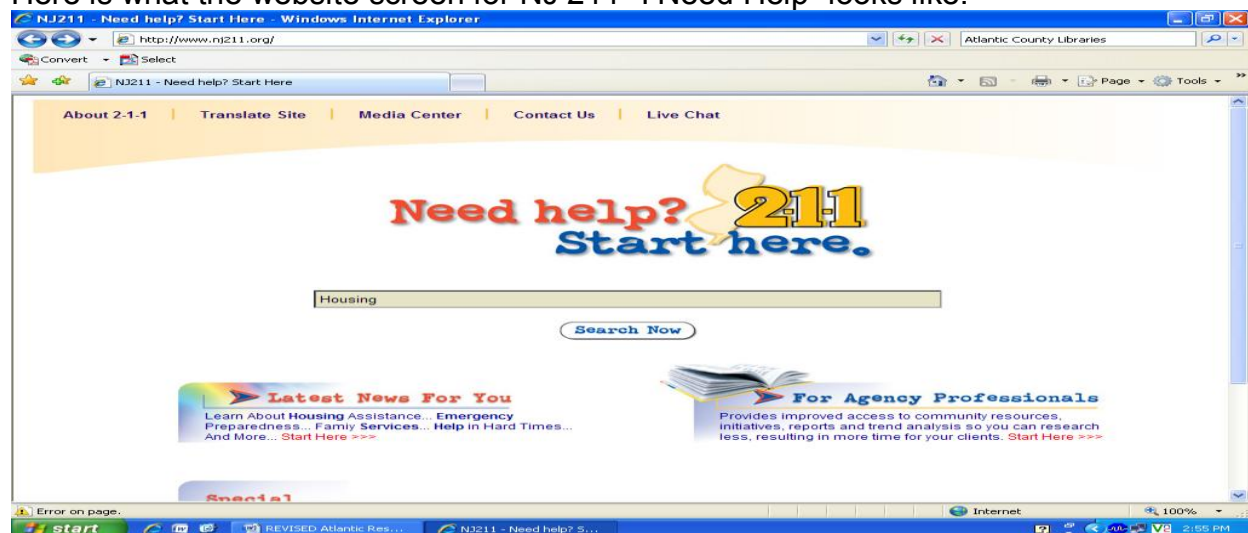 Here is what the website screen for NJ 211 "I Need Help" looks like:
NJ211 - Need help? Start Here - Windows Internet Explorer
http://www.nj211.org/
Atlantic County Libraries
Convert Select
NJ211 - Need help? Start Here
Page Tools
About 2-1-1 | Translate Site | Media Center | Contact Us | Live Chat
Need help? 2-1-1
Start here.
Housing
Search Now
Latest News For You
Learn About Housing Assistance... Emergency
Preparedness... Famiy Services... Help in Hard Times...
And More... Start Here >>>
For Agency Professionals
Provides improved access to community resources,
initiatives, reports and trend analysis so you can research
less, resulting in more time for your clients. Start Here >>>
Special
Error on page.
Internet
100%
start
REVISED Atlantic Res...
NJ211 - Need help? S...
2:55 PM